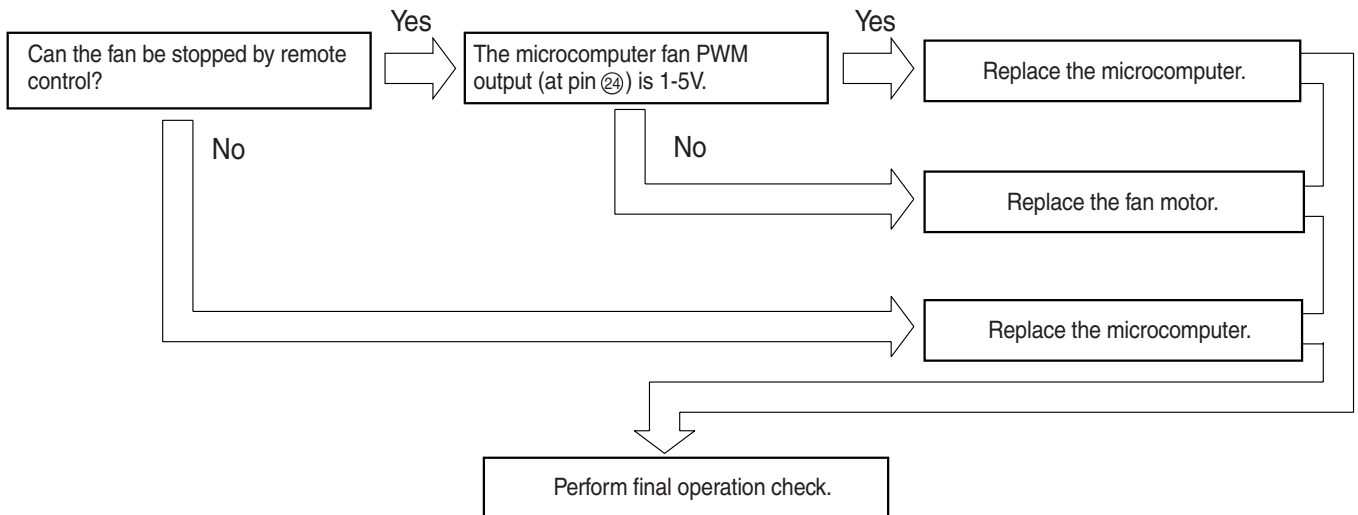 Yes
Yes
Can the fan be stopped by remote
control?
The microcomputer fan PWM
output (at pin ㉔) is 1-5V.
Replace the microcomputer.
No
No
Replace the fan motor.
Replace the microcomputer.
Perform final operation check.